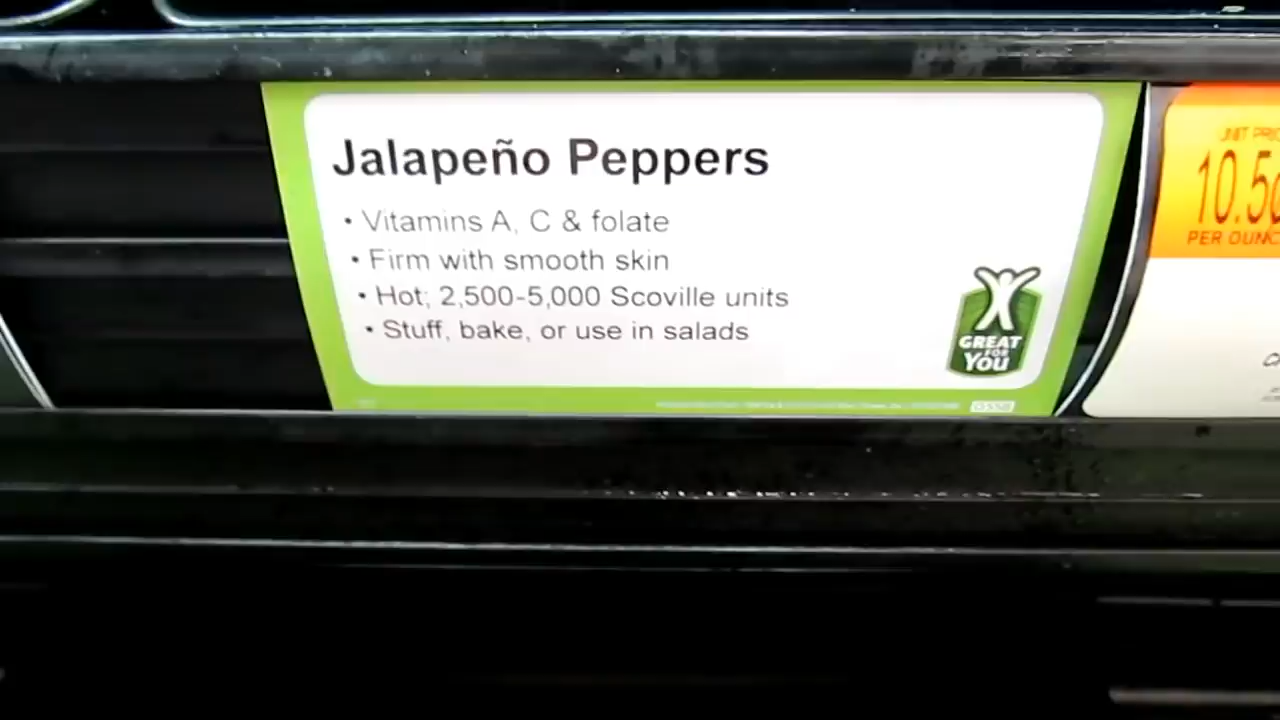 Jalapeño Peppers
• Vitamins A, C & folate
• Firm with smooth skin
• Hot; 2,500-5,000 Scoville units
• Stuff, bake, or use in salads
GREAT
FOR
You
UNIT
10.5
PER